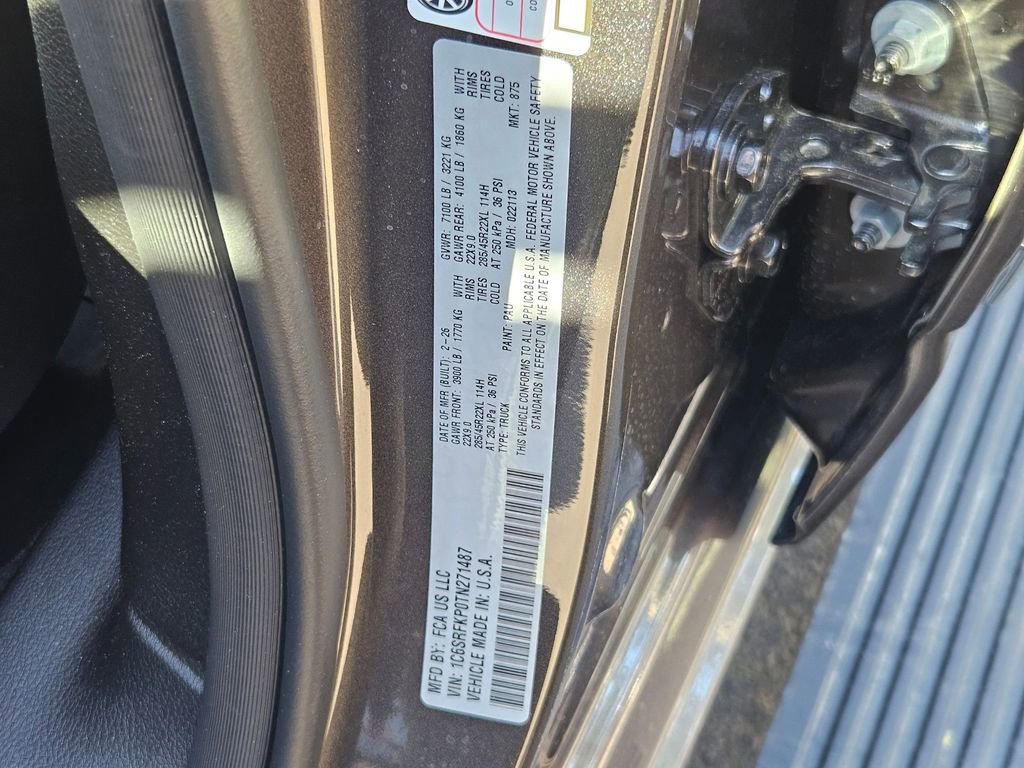 MFD BY: FCA US LLC
VIN: 1C6SRFKP0TN271487
VEHICLE MADE IN: U.S.A.
DATE OF MFR (BUILT): 2-26 GVWR: 7100 LB / 3221 KG
GAWR FRONT: 3900 LB / 1770 KG WITH GAWR REAR: 4100 LB / 1860 KG WITH
22X9.0 RIMS 22X9.0 RIMS
285/45R22XL 114H TIRES 285/45R22XL 114H TIRES
AT 250 kPa / 36 PSI COLD AT 250 kPa / 36 PSI COLD
TYPE: TRUCK PAINT: PAU MDH: 022113 MKT: 875
THIS VEHICLE CONFORMS TO ALL APPLICABLE U.S.A. FEDERAL MOTOR VEHICLE SAFETY
STANDARDS IN EFFECT ON THE DATE OF MANUFACTURE SHOWN ABOVE.